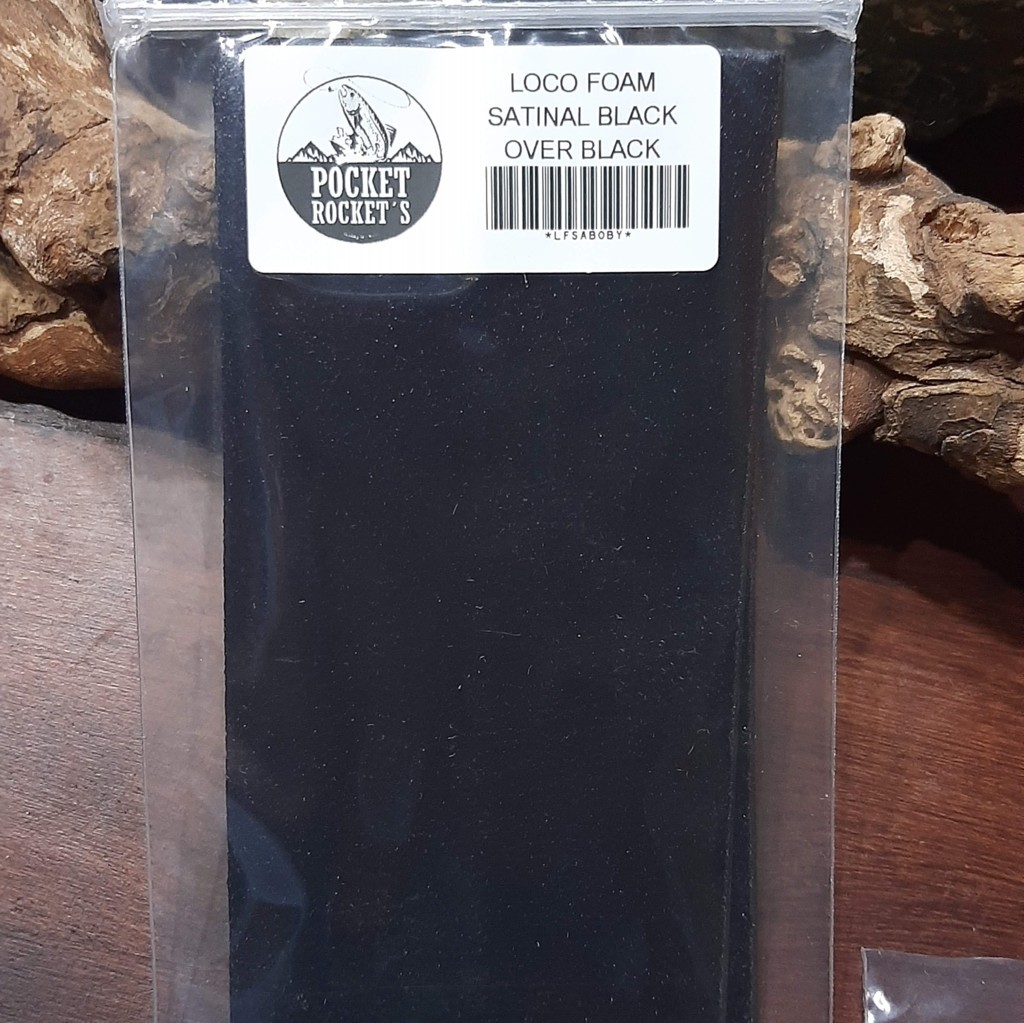 POCKET
ROCKET´S
LOCO FOAM
SATINAL BLACK
OVER BLACK
*LFSABOBY*